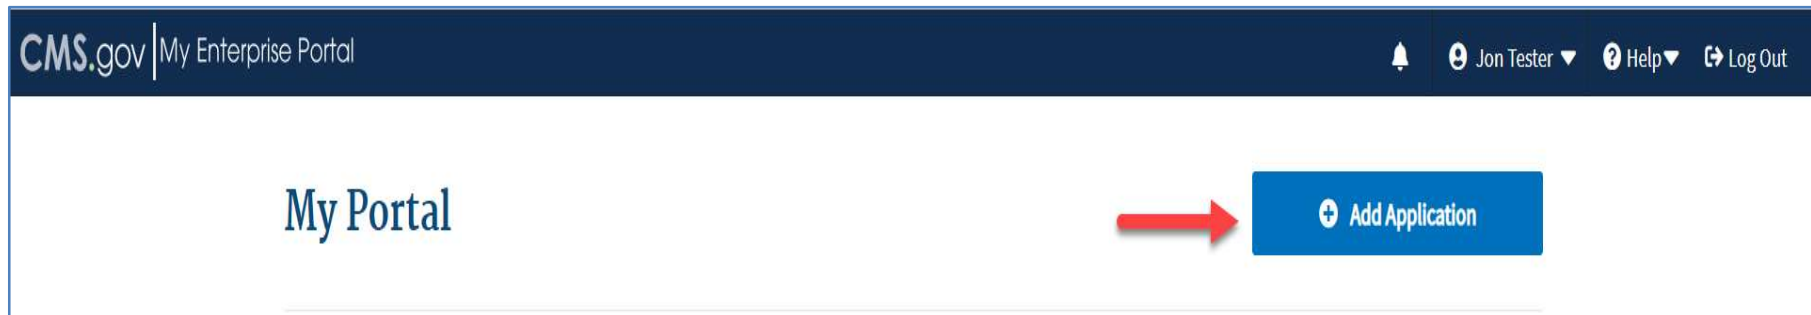 CMS.gov | My Enterprise Portal
Jon Tester Help Log Out
My Portal
Add Application